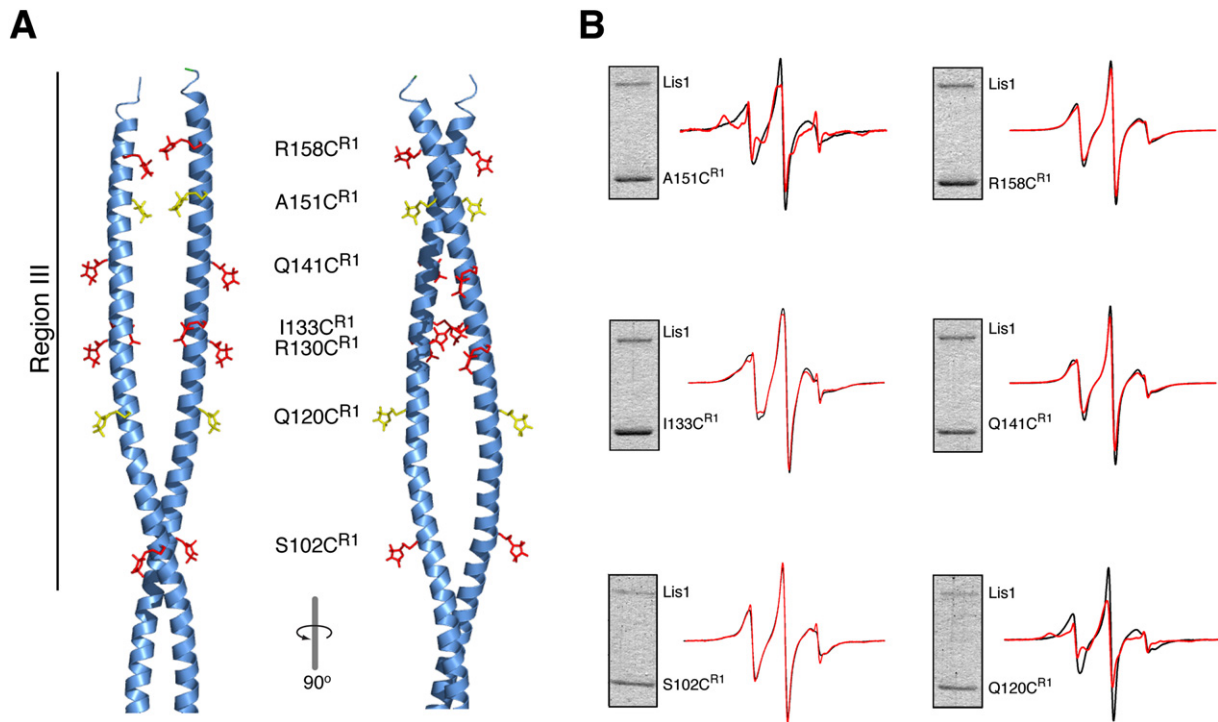 A
B
Region III
R158C^R1
A151C^R1
Q141C^R1
I133C^R1
R130C^R1
Q120C^R1
S102C^R1
90º
Lis1
A151C^R1
Lis1
R158C^R1
Lis1
I133C^R1
Lis1
Q141C^R1
Lis1
S102C^R1
Lis1
Q120C^R1